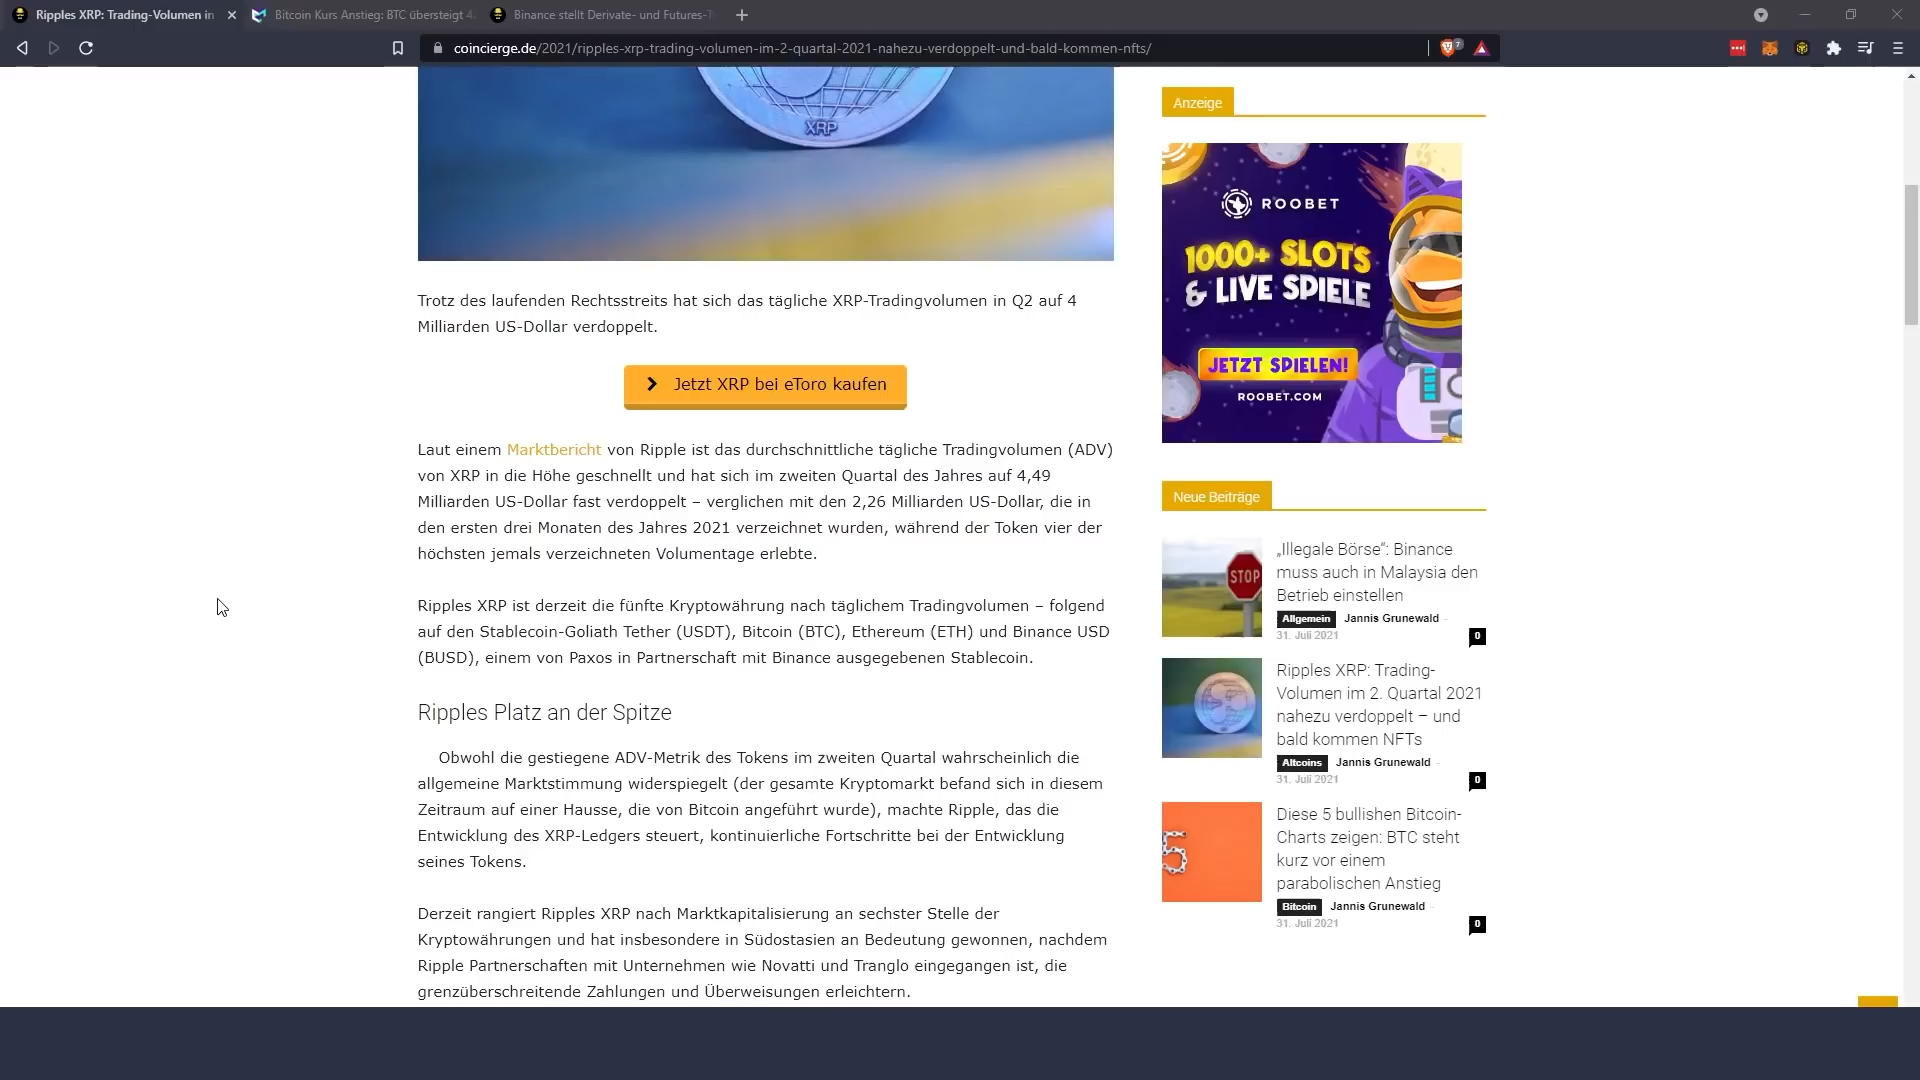 Ripples XRP: Trading-Volumen in
Bitcoin Kurs Anstieg: BTC übersteigt 4
Binance stellt Derivate- und Futures-T
coincierge.de/2021/ripples-xrp-trading-volumen-im-2-quartal-2021-nahezu-verdoppelt-und-bald-kommen-nfts/
7
XRP
Trotz des laufenden Rechtsstreits hat sich das tägliche XRP-Tradingvolumen in Q2 auf 4
Milliarden US-Dollar verdoppelt.
Jetzt XRP bei eToro kaufen
Laut einem Marktbericht von Ripple ist das durchschnittliche tägliche Tradingvolumen (ADV)
von XRP in die Höhe geschnellt und hat sich im zweiten Quartal des Jahres auf 4,49
Milliarden US-Dollar fast verdoppelt – verglichen mit den 2,26 Milliarden US-Dollar, die in
den ersten drei Monaten des Jahres 2021 verzeichnet wurden, während der Token vier der
höchsten jemals verzeichneten Volumentage erlebte.
Ripples XRP ist derzeit die fünfte Kryptowährung nach täglichem Tradingvolumen – folgend
auf den Stablecoin-Goliath Tether (USDT), Bitcoin (BTC), Ethereum (ETH) und Binance USD
(BUSD), einem von Paxos in Partnerschaft mit Binance ausgegebenen Stablecoin.
Ripples Platz an der Spitze
Obwohl die gestiegene ADV-Metrik des Tokens im zweiten Quartal wahrscheinlich die
allgemeine Marktstimmung widerspiegelt (der gesamte Kryptomarkt befand sich in diesem
Zeitraum auf einer Hausse, die von Bitcoin angeführt wurde), machte Ripple, das die
Entwicklung des XRP-Ledgers steuert, kontinuierliche Fortschritte bei der Entwicklung
seines Tokens.
Derzeit rangiert Ripples XRP nach Marktkapitalisierung an sechster Stelle der
Kryptowährungen und hat insbesondere in Südostasien an Bedeutung gewonnen, nachdem
Ripple Partnerschaften mit Unternehmen wie Novatti und Tranglo eingegangen ist, die
grenzüberschreitende Zahlungen und Überweisungen erleichtern.
Anzeige
ROOBET
1000+ SLOTS
& LIVE SPIELE
JETZT SPIELEN!
ROOBET.COM
Neue Beiträge
STOP
„Illegale Börse“: Binance
muss auch in Malaysia den
Betrieb einstellen
Allgemein Jannis Grunewald -
31. Juli 2021
0
Ripples XRP: Trading-
Volumen im 2. Quartal 2021
nahezu verdoppelt – und
bald kommen NFTs
Altcoins Jannis Grunewald -
31. Juli 2021
0
5
Diese 5 bullishen Bitcoin-
Charts zeigen: BTC steht
kurz vor einem
parabolischen Anstieg
Bitcoin Jannis Grunewald -
31. Juli 2021
0